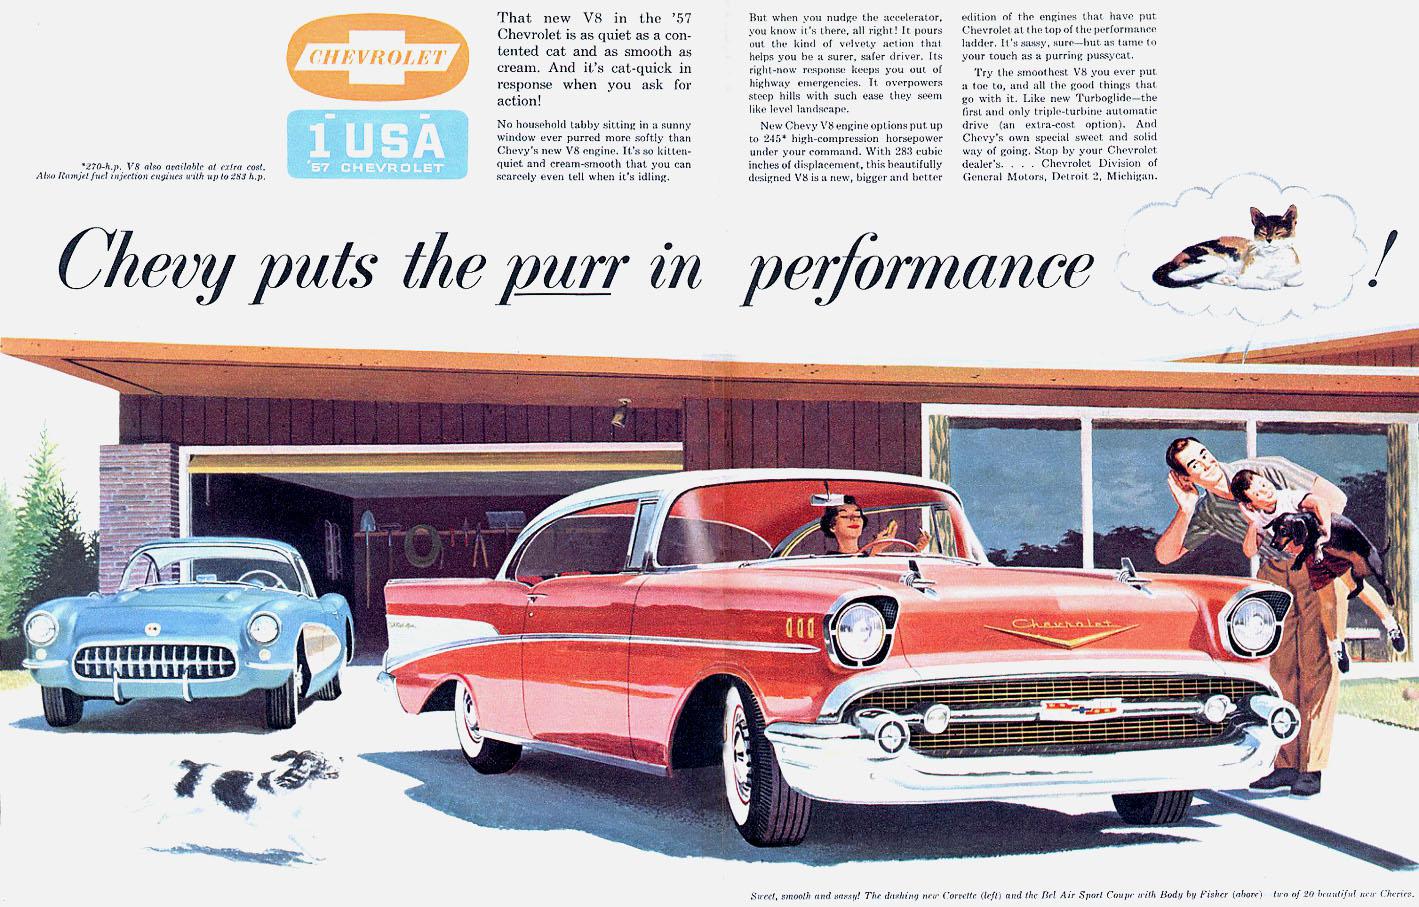 CHEVROLET
1 USA
'57 CHEVROLET
*270-h.p. V8 also available at extra cost.
Also Ramjet fuel injection engines with up to 283 h.p.
That new V8 in the '57
Chevrolet is as quiet as a con-
tented cat and as smooth as
cream. And it's cat-quick in
response when you ask for
action!
No household tabby sitting in a sunny
window ever purred more softly than
Chevy's new V8 engine. It's so kitten-
quiet and cream-smooth that you can
scarcely even tell when it's idling.
But when you nudge the accelerator,
you know it's there, all right! It pours
out the kind of velvety action that
helps you be a surer, safer driver. Its
right-now response keeps you out of
highway emergencies. It overpowers
steep hills with such ease they seem
like level landscape.
New Chevy V8 engine options put up
to 245* high-compression horsepower
under your command. With 283 cubic
inches of displacement, this beautifully
designed V8 is a new, bigger and better
edition of the engines that have put
Chevrolet at the top of the performance
ladder. It's sassy, sure—but as tame to
your touch as a purring pussycat.
Try the smoothest V8 you ever put
a toe to, and all the good things that
go with it. Like new Turboglide—the
first and only triple-turbine automatic
drive (an extra-cost option). And
Chevy's own special sweet and solid
way of going. Stop by your Chevrolet
dealer's. . . . Chevrolet Division of
General Motors, Detroit 2, Michigan.
Chevy puts the purr in performance !
Chevrolet
Sweet, smooth and sassy! The dashing new Corvette (left) and the Bel Air Sport Coupe with Body by Fisher (above) two of 20 beautiful new Chevies.